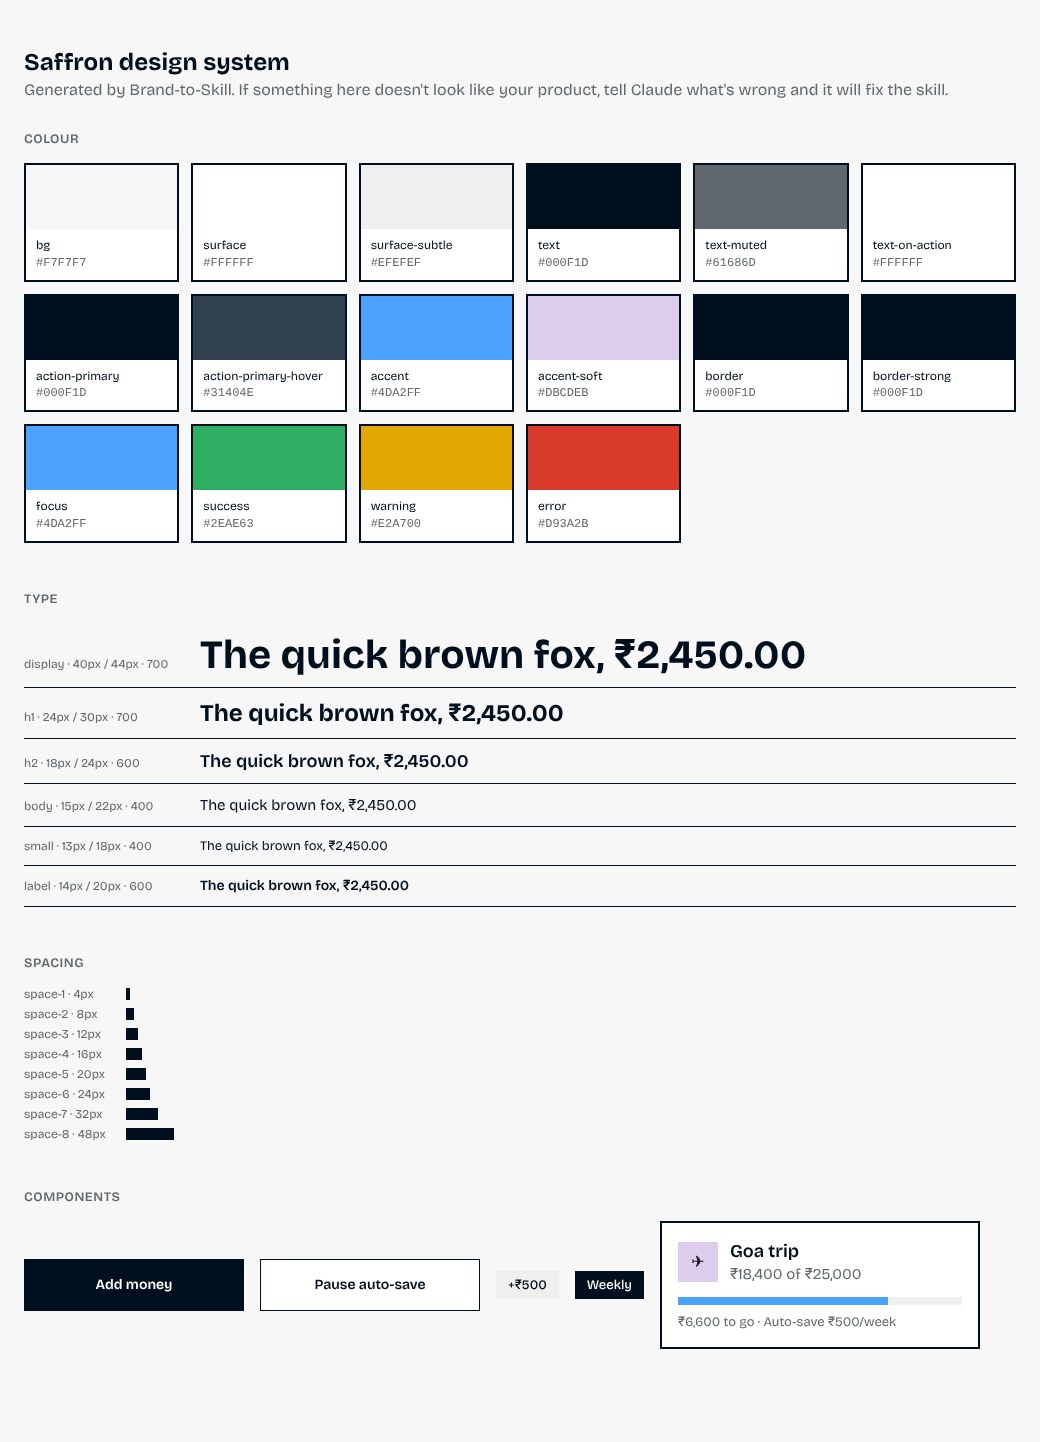 Saffron design system
Generated by Brand-to-Skill. If something here doesn't look like your product, tell Claude what's wrong and it will fix the skill.
COLOUR
bg
#F7F7F7
surface
#FFFFFF
surface-subtle
#EFEFEF
text
#000F1D
text-muted
#61686D
text-on-action
#FFFFFF
action-primary
#000F1D
action-primary-hover
#31404E
accent
#4DA2FF
accent-soft
#DBCDEB
border
#000F1D
border-strong
#000F1D
focus
#4DA2FF
success
#2EAE63
warning
#E2A700
error
#D93A2B
TYPE
display · 40px / 44px · 700 The quick brown fox, ₹2,450.00
h1 · 24px / 30px · 700 The quick brown fox, ₹2,450.00
h2 · 18px / 24px · 600 The quick brown fox, ₹2,450.00
body · 15px / 22px · 400 The quick brown fox, ₹2,450.00
small · 13px / 18px · 400 The quick brown fox, ₹2,450.00
label · 14px / 20px · 600 The quick brown fox, ₹2,450.00
SPACING
space-1 · 4px
space-2 · 8px
space-3 · 12px
space-4 · 16px
space-5 · 20px
space-6 · 24px
space-7 · 32px
space-8 · 48px
COMPONENTS
Add money
Pause auto-save
+₹500
Weekly
Goa trip
₹18,400 of ₹25,000
₹6,600 to go · Auto-save ₹500/week